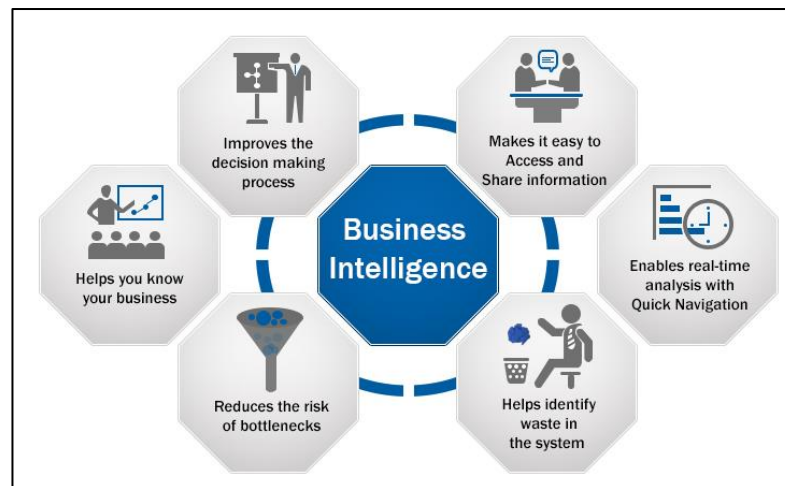 Improves the
decision making
process
Makes it easy to
Access and
Share information
Helps you know
your business
Business
Intelligence
Enables real-time
analysis with
Quick Navigation
Reduces the risk
of bottlenecks
Helps identify
waste in
the system